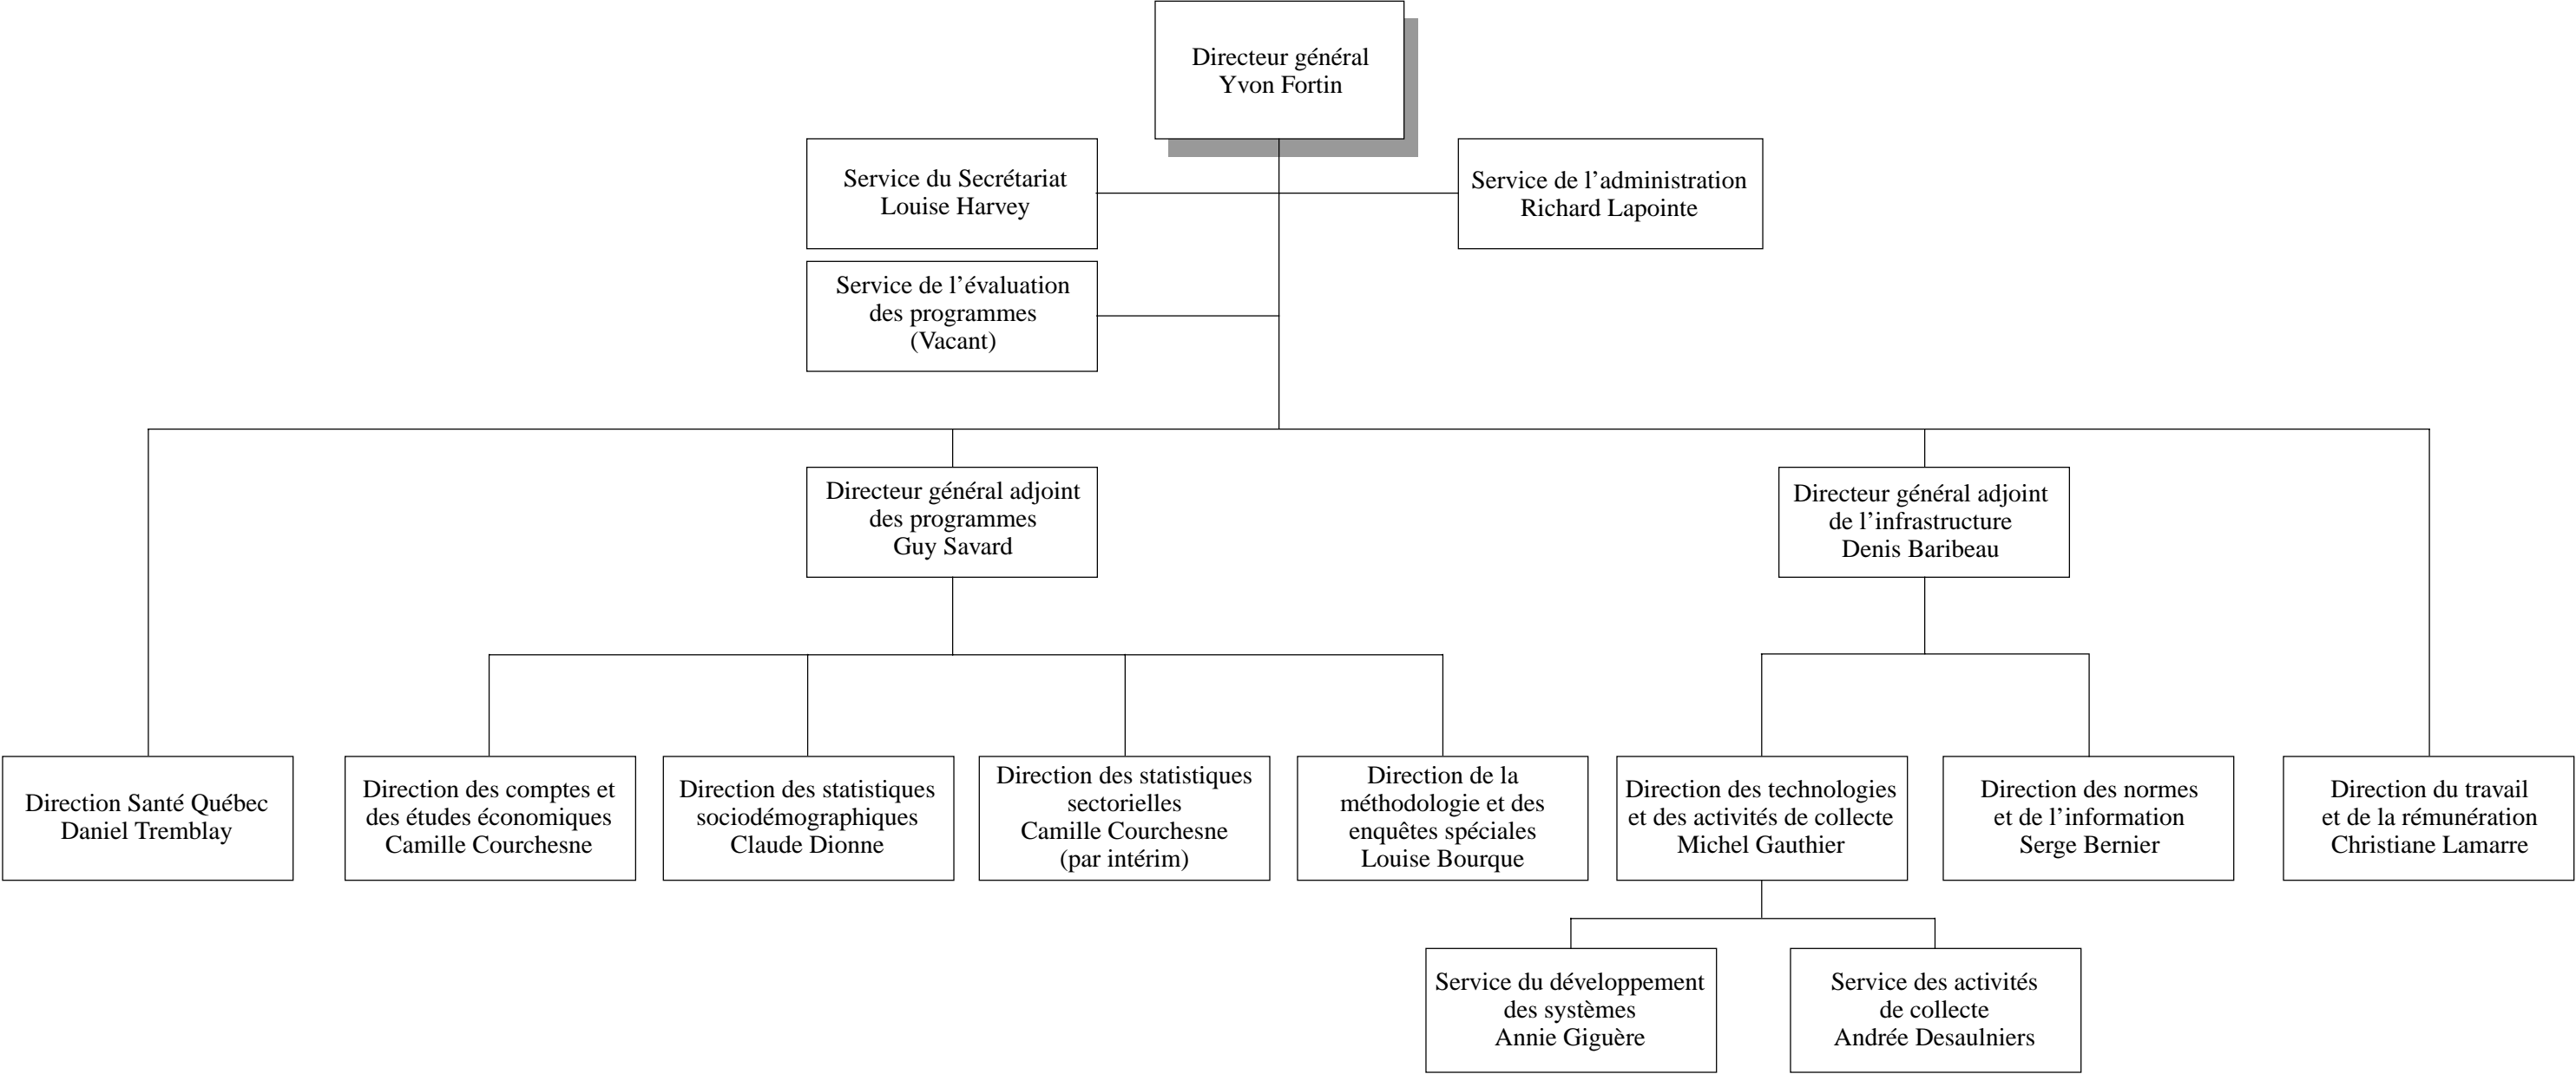 Directeur général
Yvon Fortin
Service du Secrétariat
Louise Harvey
Service de l’administration
Richard Lapointe
Service de l’évaluation
des programmes
(Vacant)
Directeur général adjoint
des programmes
Guy Savard
Directeur général adjoint
de l’infrastructure
Denis Baribeau
Direction Santé Québec
Daniel Tremblay
Direction des comptes et
des études économiques
Camille Courchesne
Direction des statistiques
sociodémographiques
Claude Dionne
Direction des statistiques
sectorielles
Camille Courchesne
(par intérim)
Direction de la
méthodologie et des
enquêtes spéciales
Louise Bourque
Direction des technologies
et des activités de collecte
Michel Gauthier
Direction des normes
et de l’information
Serge Bernier
Direction du travail
et de la rémunération
Christiane Lamarre
Service du développement
des systèmes
Annie Giguère
Service des activités
de collecte
Andrée Desaulniers